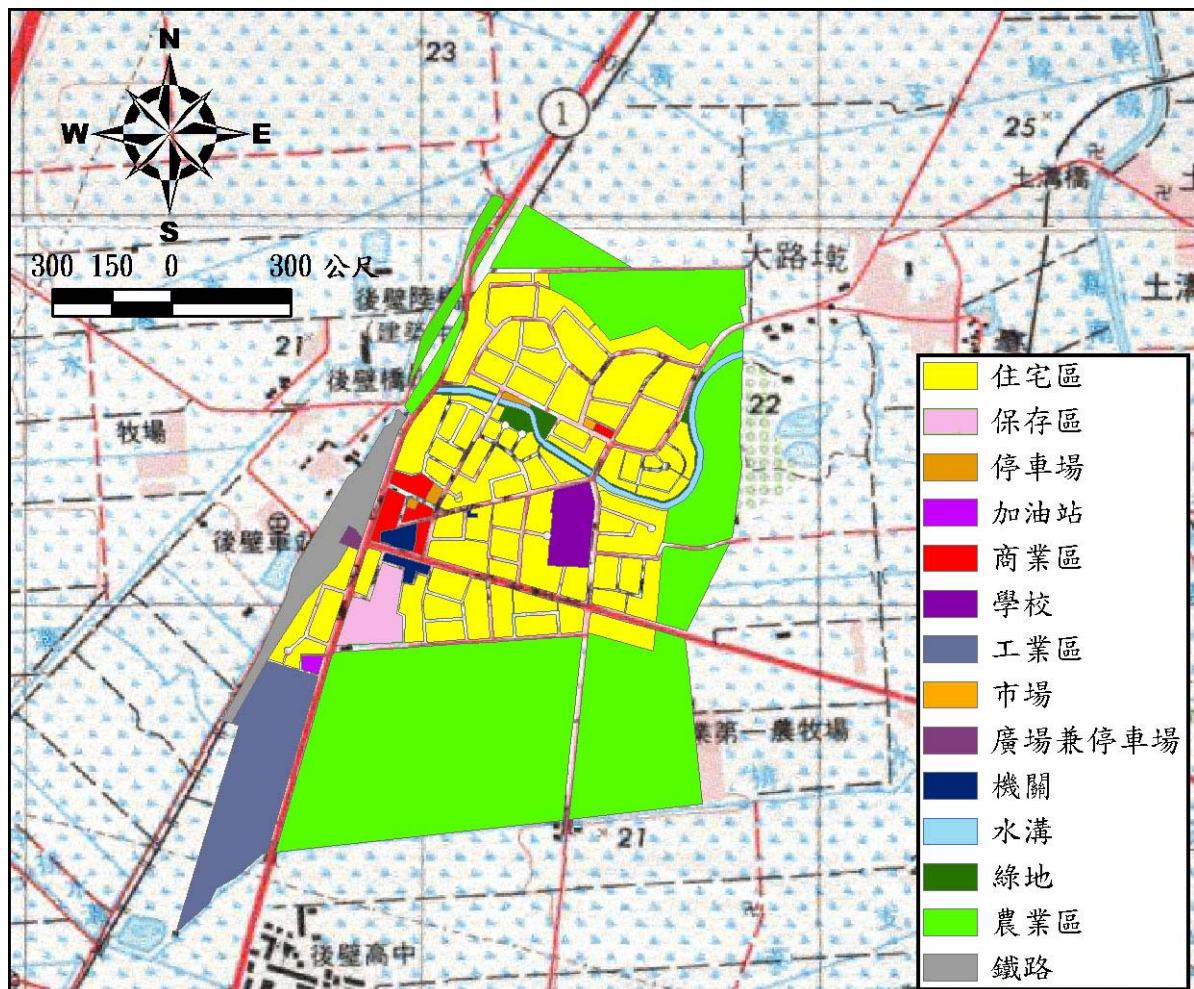 N
W E
S
300 150 0 300 公尺
23
1
25
土溝橋
大路墘
土溝
後壁陸橋
21
後壁橋
牧場
22
後壁車站
業第一農牧場
21
後壁高中
住宅區
保存區
停車場
加油站
商業區
學校
工業區
市場
廣場兼停車場
機關
水溝
綠地
農業區
鐵路